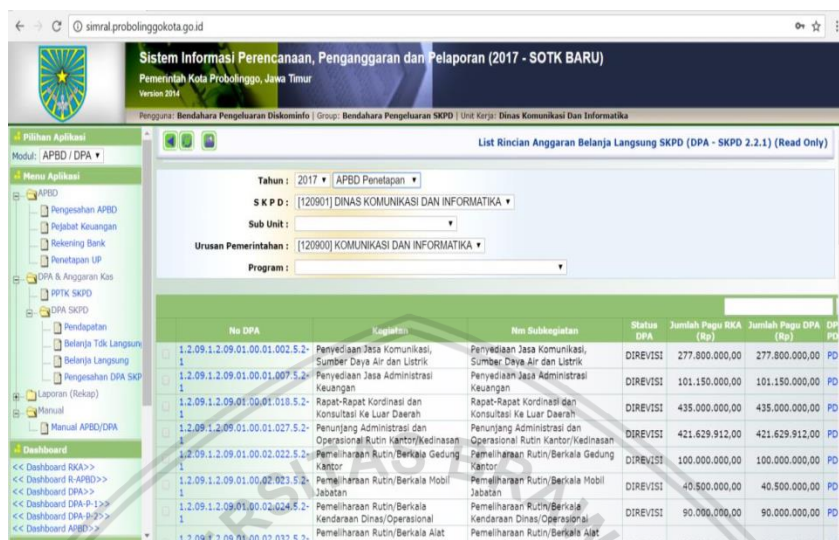 simral.probolinggokota.go.id
Sistem Informasi Perencanaan, Penganggaran dan Pelaporan (2017 - SOTK BARU)
Pemerintah Kota Probolinggo, Jawa Timur
Version 2014
Pengguna: Bendahara Pengeluaran Diskominfo | Group: Bendahara Pengeluaran SKPD | Unit Kerja: Dinas Komunikasi Dan Informatika
Pilihan Aplikasi
Modul: APBD / DPA
Menu Aplikasi
APBD
Pengesahan APBD
Pejabat Keuangan
Rekening Bank
Penetapan UP
DPA & Anggaran Kas
PPTK SKPD
DPA SKPD
Pendapatan
Belanja Tdk Langsun
Belanja Langsung
Pengesahan DPA SKP
Laporan (Rekap)
Manual
Manual APBD/DPA
Dashboard
<< Dashboard RKA>>
<< Dashboard R-APBD>>
<< Dashboard DPA>>
<< Dashboard DPA-P-1>>
<< Dashboard DPA-P-2>>
<< Dashboard APBD>>
List Rincian Anggaran Belanja Langsung SKPD (DPA - SKPD 2.2.1) (Read Only)
Tahun : 2017 APBD Penetapan
S K P D : [120901] DINAS KOMUNIKASI DAN INFORMATIKA
Sub Unit :
Urusan Pemerintahan : [120900] KOMUNIKASI DAN INFORMATIKA
Program :
No DPA Kegiatan Nm Subkegiatan Status DPA Jumlah Pagu RKA (Rp) Jumlah Pagu DPA (Rp) DP PD
1.2.09.1.2.09.01.00.01.002.5.2-1 Penyediaan Jasa Komunikasi, Sumber Daya Air dan Listrik Penyediaan Jasa Komunikasi, Sumber Daya Air dan Listrik DIREVISI 277.800.000,00 277.800.000,00 PD
1.2.09.1.2.09.01.00.01.007.5.2-1 Penyediaan Jasa Administrasi Keuangan Penyediaan Jasa Administrasi Keuangan DIREVISI 101.150.000,00 101.150.000,00 PD
1.2.09.1.2.09.01.00.01.018.5.2-1 Rapat-Rapat Kordinasi dan Konsultasi Ke Luar Daerah Rapat-Rapat Kordinasi dan Konsultasi Ke Luar Daerah DIREVISI 435.000.000,00 435.000.000,00 PD
1.2.09.1.2.09.01.00.01.027.5.2-1 Penunjang Administrasi dan Operasional Rutin Kantor/Kedinasan Penunjang Administrasi dan Operasional Rutin Kantor/Kedinasan DIREVISI 421.629.912,00 421.629.912,00 PD
1.2.09.1.2.09.01.00.02.022.5.2-1 Pemeliharaan Rutin/Berkala Gedung Kantor Pemeliharaan Rutin/Berkala Gedung Kantor DIREVISI 100.000.000,00 100.000.000,00 PD
1.2.09.1.2.09.01.00.02.023.5.2-1 Pemeliharaan Rutin/Berkala Mobil Jabatan Pemeliharaan Rutin/Berkala Mobil Jabatan DIREVISI 40.500.000,00 40.500.000,00 PD
1.2.09.1.2.09.01.00.02.024.5.2-1 Pemeliharaan Rutin/Berkala Kendaraan Dinas/Operasional Pemeliharaan Rutin/Berkala Kendaraan Dinas/Operasional DIREVISI 90.000.000,00 90.000.000,00 PD
1.2.09.1.2.09.01.00.02.032.5.2- Pemeliharaan Rutin/Berkala Alat Pemeliharaan Rutin/Berkala Alat